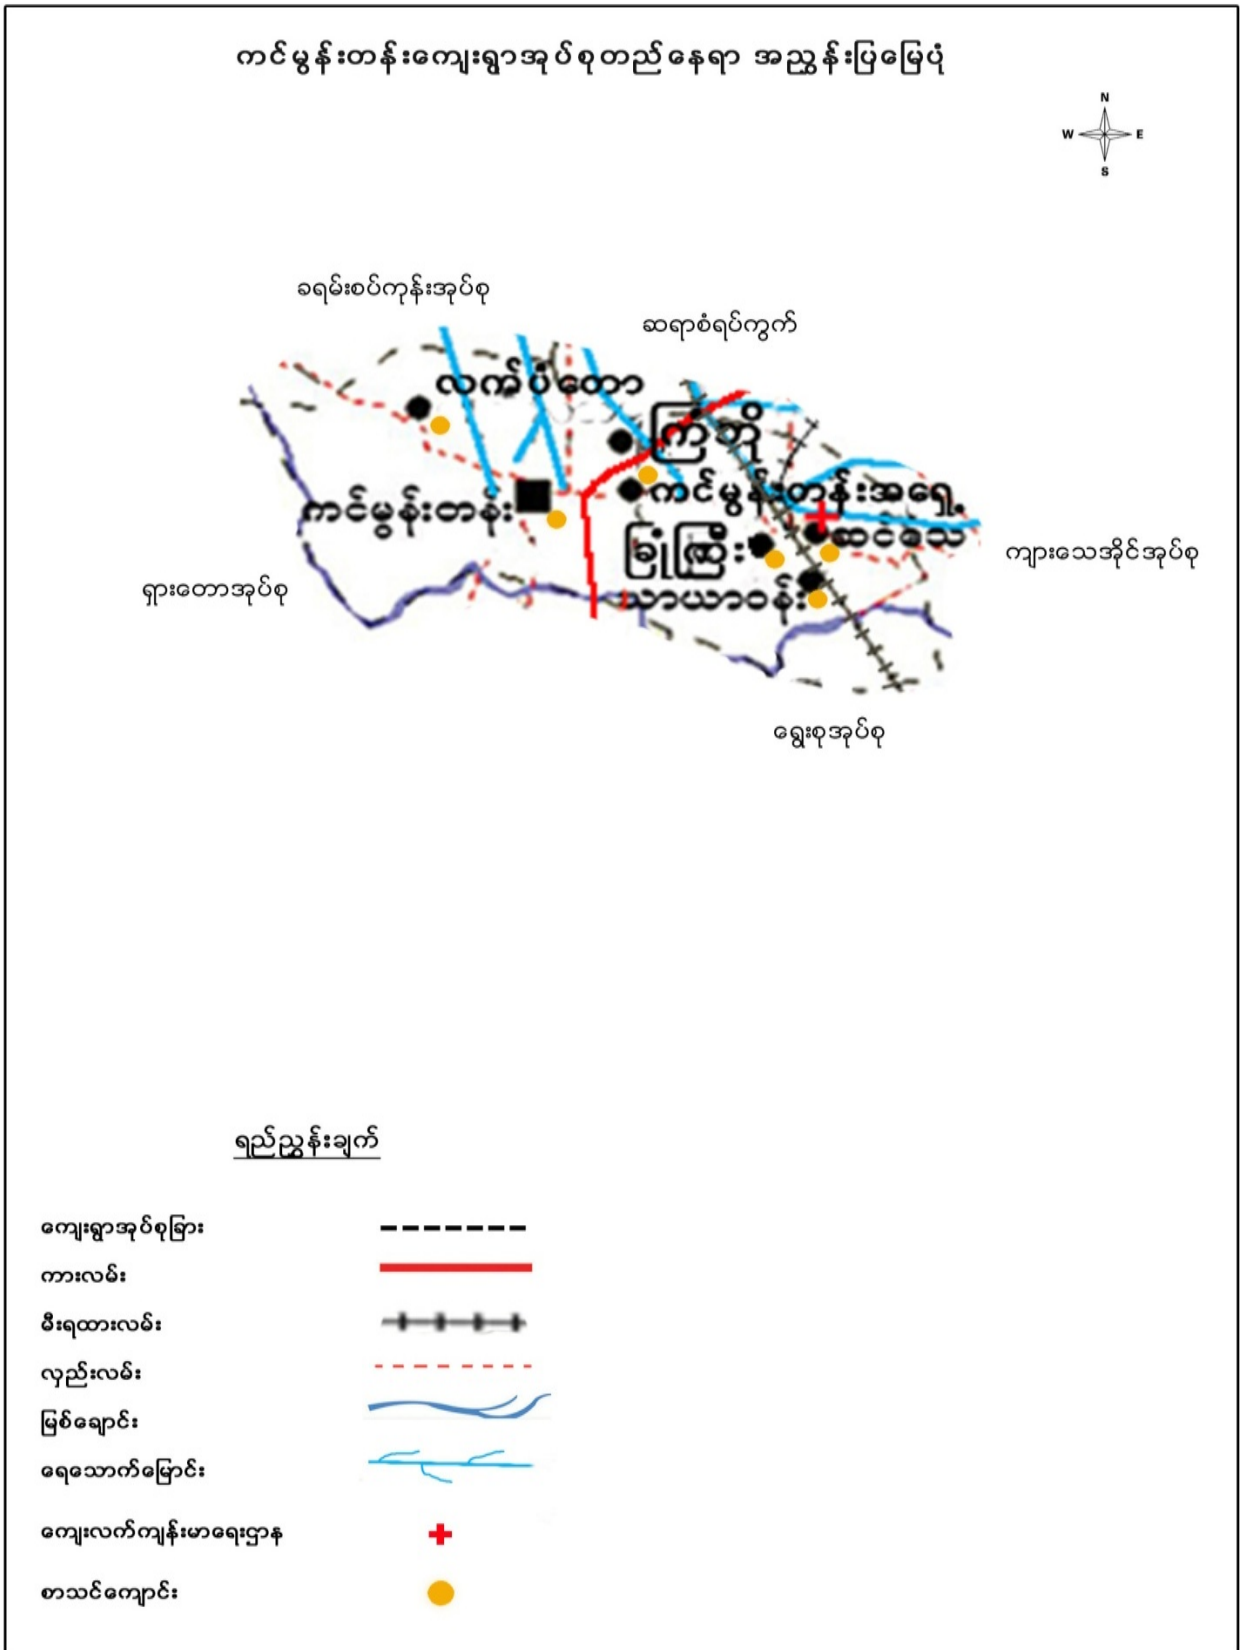 ကင်မွန်းတန်းကျေးရွာအုပ်စုတည်နေရာ အညွှန်းပြမြေပုံ
N
W E
S
ခရမ်းစပ်ကုန်းအုပ်စု
ဆရာစံရပ်ကွက်
လက်ပံတော
ကြာဘို
ကင်မွန်းတန်းအရှေ့
ကင်မွန်းတန်း
ခြုံကြီး
ထင်သေ
ကျားသေအိုင်အုပ်စု
ရှားတောအုပ်စု
သာယာဝန်း
ရွှေးစုအုပ်စု
ရည်ညွှန်းချက်
ကျေးရွာအုပ်စုခြား
ကားလမ်း
မီးရထားလမ်း
လှည်းလမ်း
မြစ်ချောင်း
ရေသောက်မြောင်း
ကျေးလက်ကျန်းမာရေးဌာန
စာသင်ကျောင်း